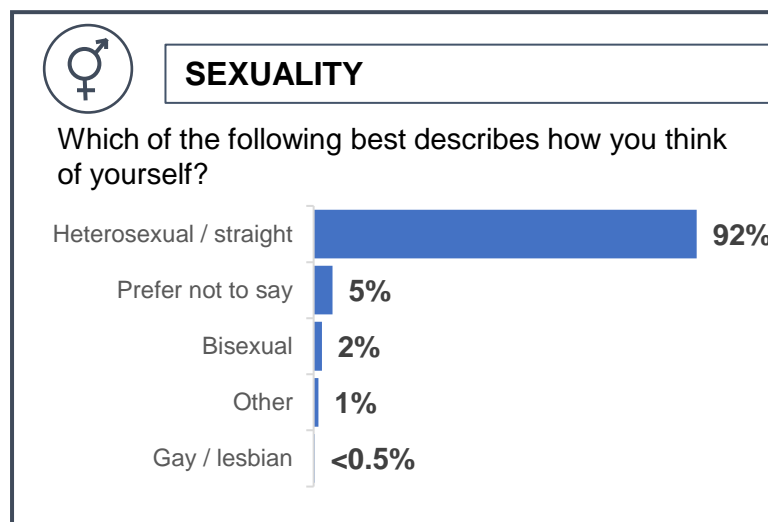 SEXUALITY
Which of the following best describes how you think
of yourself?
Heterosexual / straight 92%
Prefer not to say 5%
Bisexual 2%
Other 1%
Gay / lesbian <0.5%